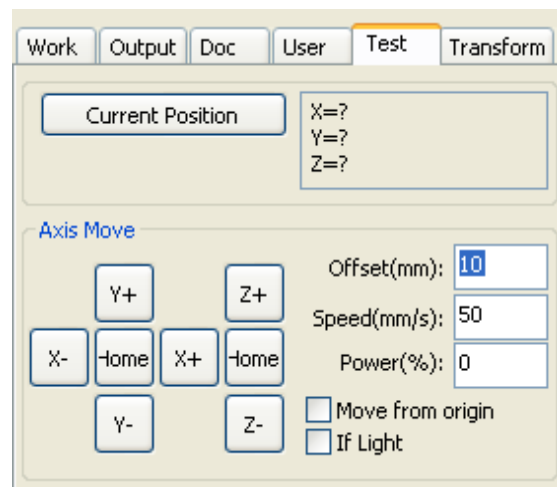 Work Output Doc User Test Transform
Current Position
X=?
Y=?
Z=?
Axis Move
Offset(mm): 10
Y+ Z+
Speed(mm/s): 50
X- Home X+ Home
Power(%): 0
Move from origin
Y- Z-
If Light